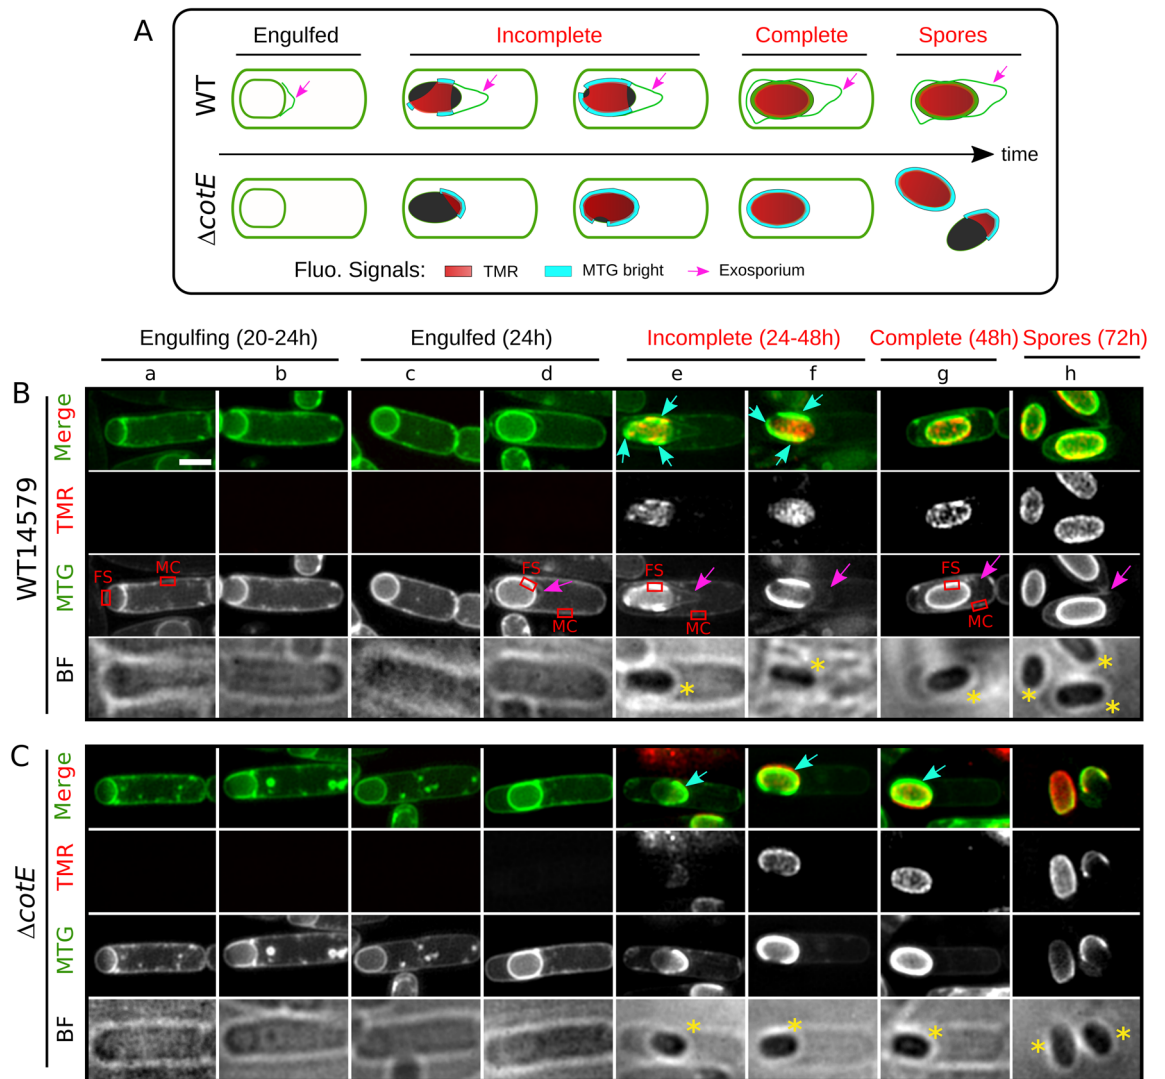 A
Engulfed Incomplete Complete Spores
WT
time
ΔcotE
Fluo. Signals: TMR MTG bright Exosporium
Engulfing (20-24h) Engulfed (24h) Incomplete (24-48h) Complete (48h) Spores (72h)
a b c d e f g h
B
WT14579
Merge
TMR
MTG
FS MC FS MC FS MC FS MC
BF
* * * * * *
C
ΔcotE
Merge
TMR
MTG
BF
* * * * *